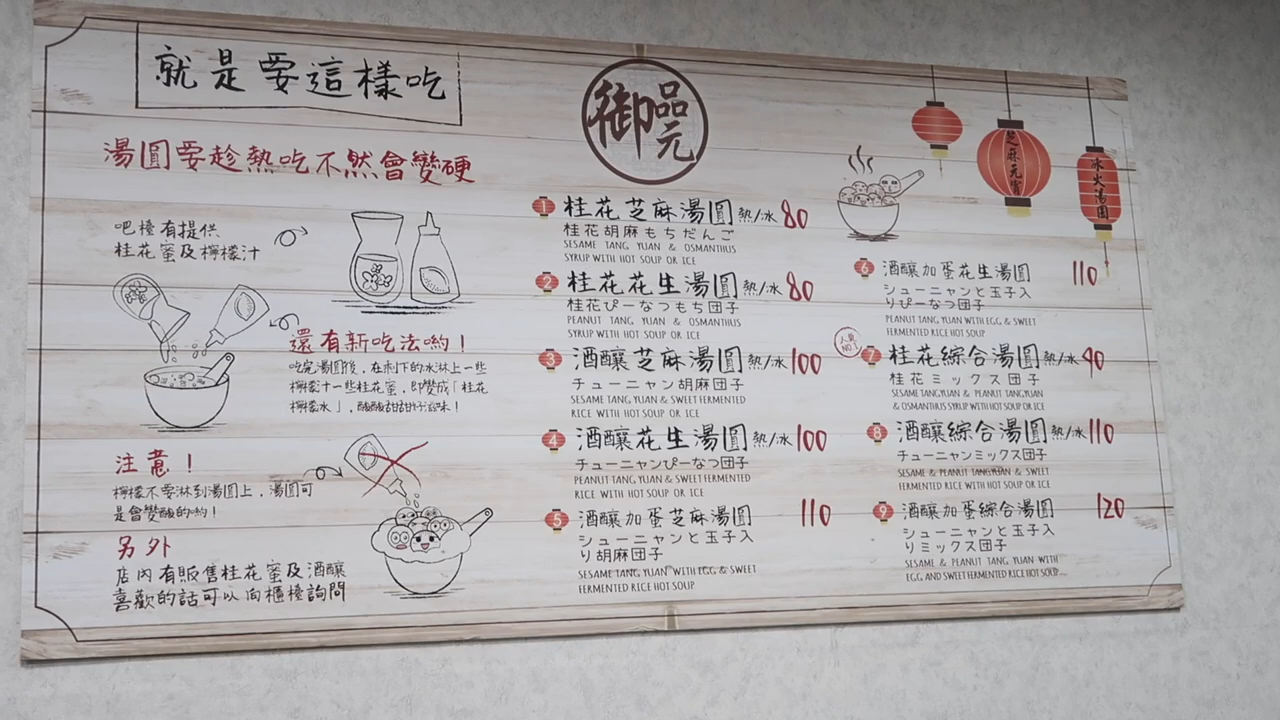 就是要這樣吃
湯圓要趁熱吃不然會變硬
吧檯有提供
桂花蜜及檸檬汁
還有新吃法喲!
吃完湯圓後,在剩下的冰淋上一些
檸檬汁一些桂花蜜,即變成「桂花
檸檬冰」,酸酸甜甜好滋味!
注意!
檸檬不要淋到湯圓上,湯圓可
是會變酸的喲!
另外
店內有販售桂花蜜及酒釀
喜歡的話可以向櫃檯詢問
御品元
芝麻元宵
冰火湯圓
1 桂花芝麻湯圓 熱/冰 80
桂花胡麻もちだんご
SESAME TANG YUAN & OSMANTHUS
SYRUP WITH HOT SOUP OR ICE
2 桂花花生湯圓 熱/冰 80
桂花ぴーなつもち団子
PEANUT TANG YUAN & OSMANTHUS
SYRUP WITH HOT SOUP OR ICE
3 酒釀芝麻湯圓 熱/冰 100
チューニャン胡麻団子
SESAME TANG YUAN & SWEET FERMENTED
RICE WITH HOT SOUP OR ICE
4 酒釀花生湯圓 熱/冰 100
チューニャンぴーなつ団子
PEANUT TANG YUAN & SWEET FERMENTED
RICE WITH HOT SOUP OR ICE
5 酒釀加蛋芝麻湯圓 110
シューニャンと玉子入
り胡麻団子
SESAME TANG YUAN WITH EGG & SWEET
FERMENTED RICE HOT SOUP
6 酒釀加蛋花生湯圓 110
シューニャンと玉子入
りぴーなつ団子
PEANUT TANG YUAN WITH EGG & SWEET
FERMENTED RICE HOT SOUP
人氣
NO.1
7 桂花綜合湯圓 熱/冰 90
桂花ミックス団子
SESAME TANGYUAN & PEANUT TANGYUAN
& OSMANTHUS SYRUP WITH HOT SOUP OR ICE
8 酒釀綜合湯圓 熱/冰 110
チューニャンミックス団子
SESAME & PEANUT TANGYUAN & SWEET
FERMENTED RICE WITH HOT SOUP OR ICE
9 酒釀加蛋綜合湯圓 120
シューニャンと玉子入
りミックス団子
SESAME & PEANUT TANG YUAN WITH
EGG AND SWEET FERMENTED RICE HOT SOUP